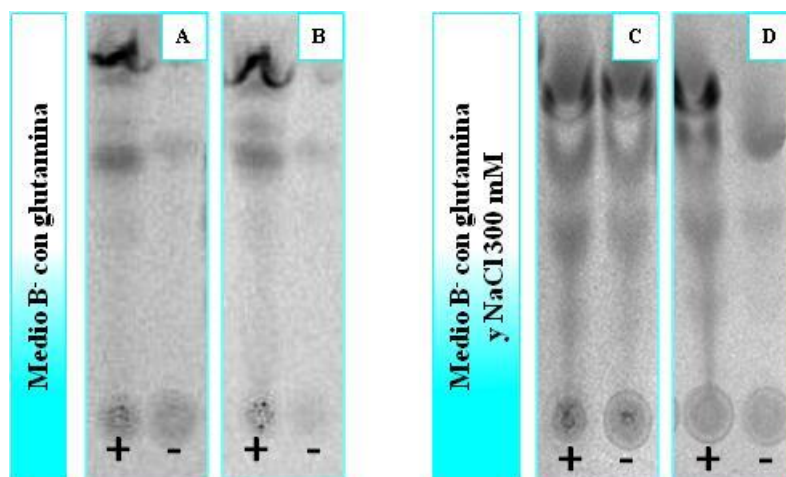 Medio B⁻ con glutamina
A
B
+
-
+
-
Medio B⁻ con glutamina
y NaCl 300 mM
C
D
+
-
+
-